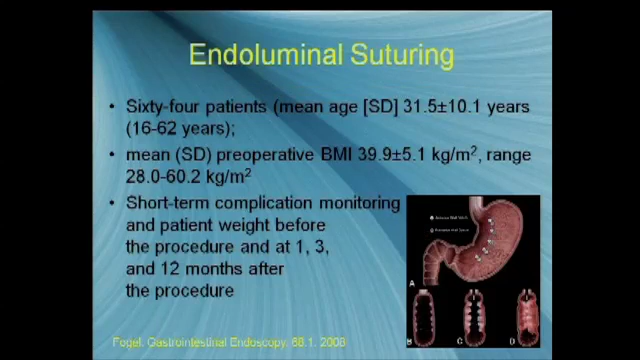 Endoluminal Suturing
• Sixty-four patients (mean age [SD] 31.5±10.1 years
(16-62 years);
• mean (SD) preoperative BMI 39.9±5.1 kg/m², range
28.0-60.2 kg/m²
• Short-term complication monitoring
and patient weight before
the procedure and at 1, 3,
and 12 months after
the procedure
A
B
C
D
Fogel. Gastrointestinal Endoscopy. 68.1. 2008